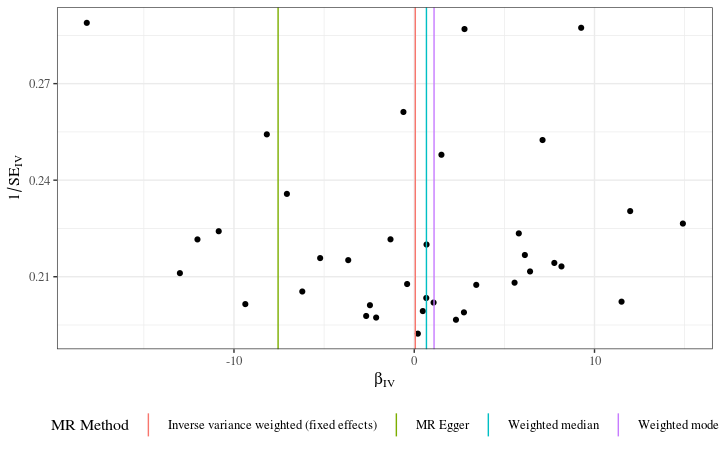 0.27
0.24
0.21
1/SE_IV
-10 0 10
β_IV
MR Method Inverse variance weighted (fixed effects) MR Egger Weighted median Weighted mode